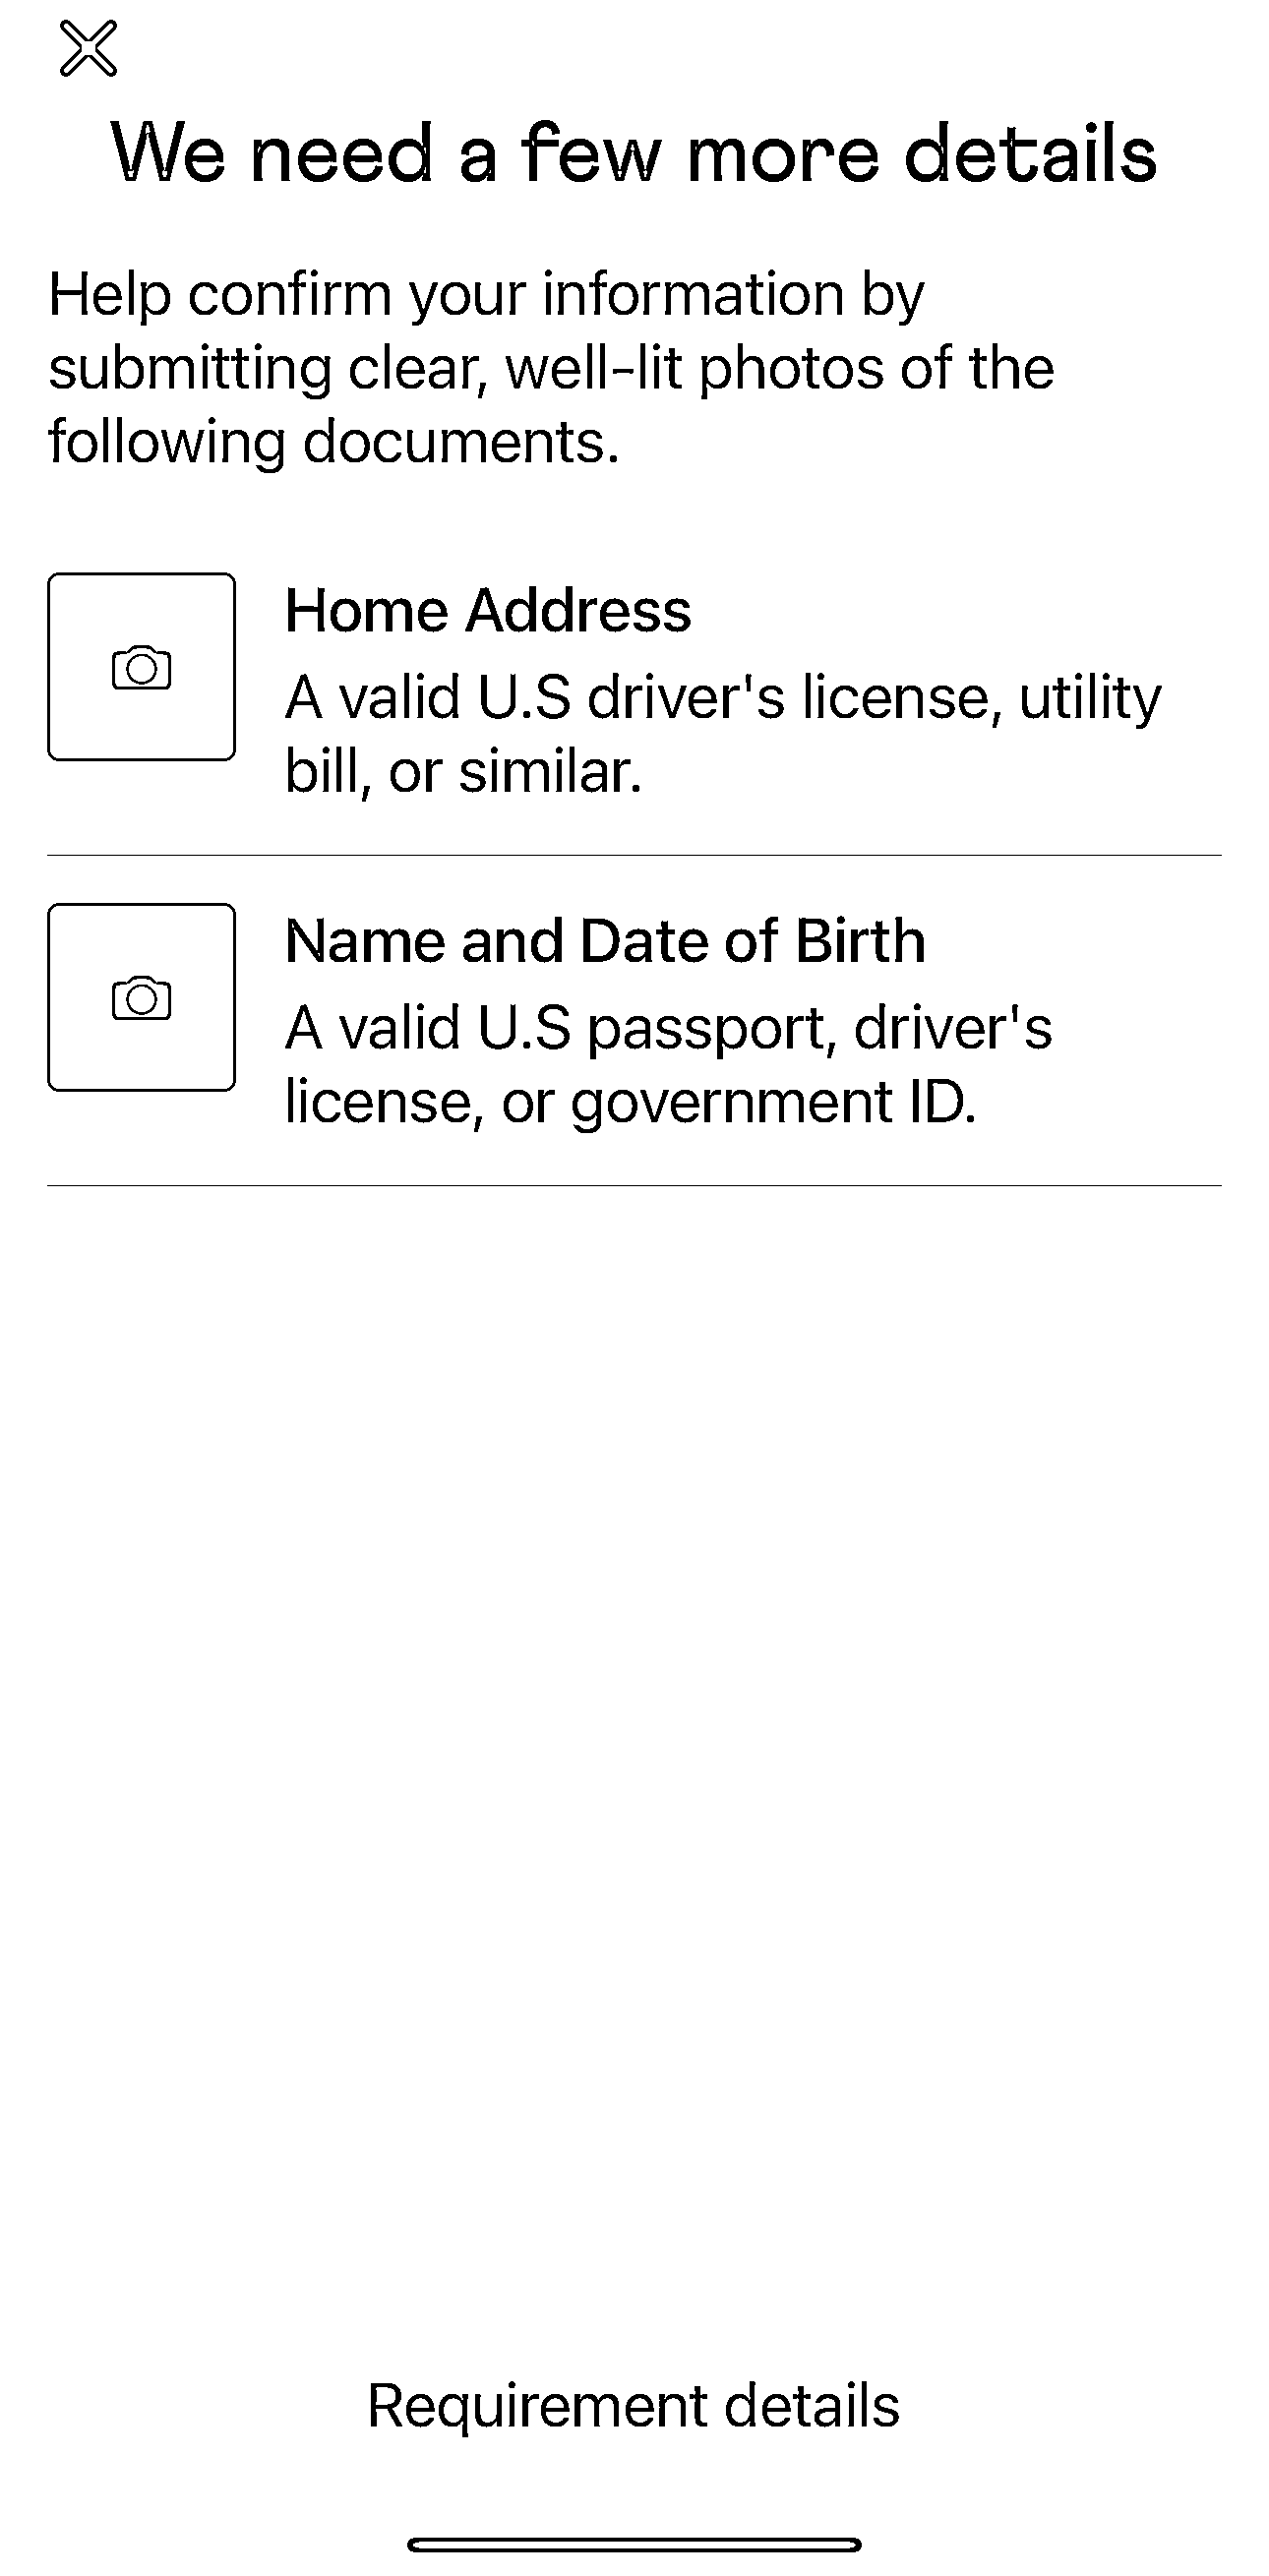 We need a few more details
Help confirm your information by
submitting clear, well-lit photos of the
following documents.
Home Address
A valid U.S driver's license, utility
bill, or similar.
Name and Date of Birth
A valid U.S passport, driver's
license, or government ID.
Requirement details